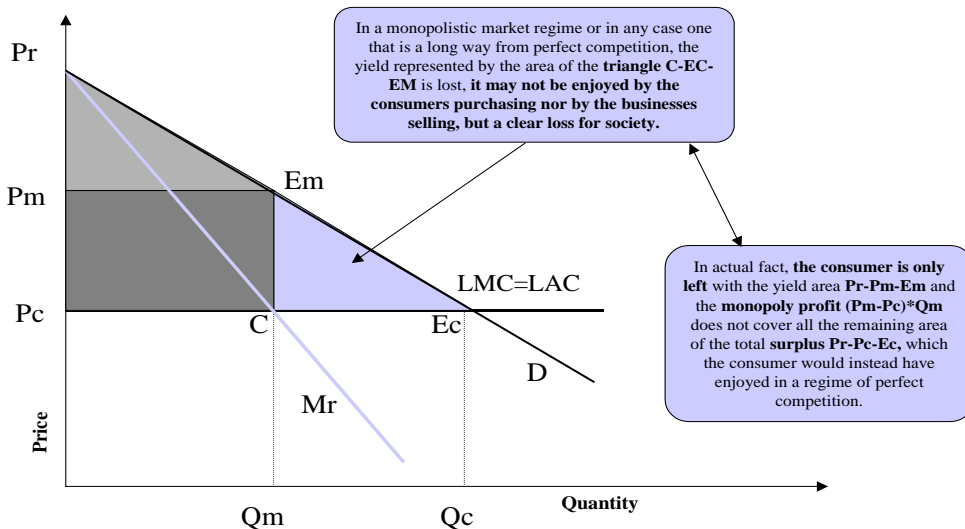 In a monopolistic market regime or in any case one
that is a long way from perfect competition, the
yield represented by the area of the triangle C-EC-
EM is lost, it may not be enjoyed by the
consumers purchasing nor by the businesses
selling, but a clear loss for society.
Pr
Em
Pm
In actual fact, the consumer is only
left with the yield area Pr-Pm-Em and
the monopoly profit (Pm-Pc)*Qm
does not cover all the remaining area
of the total surplus Pr-Pc-Ec, which
the consumer would instead have
enjoyed in a regime of perfect
competition.
LMC=LAC
Pc
C
Ec
D
Mr
Price
Quantity
Qm
Qc